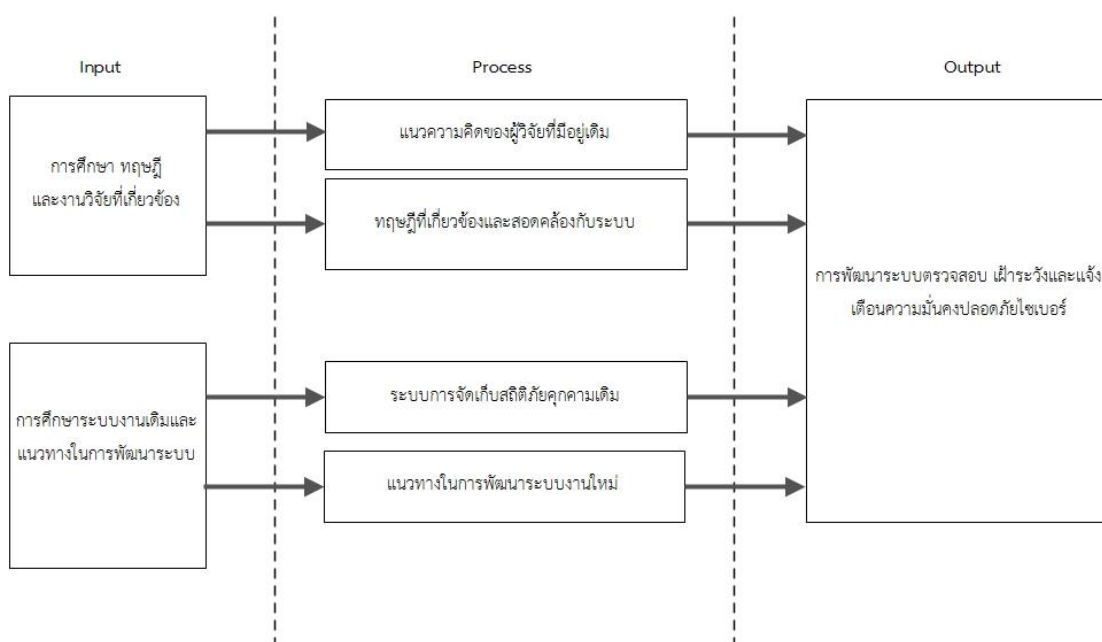 Input
Process
Output
การศึกษา ทฤษฎี
และงานวิจัยที่เกี่ยวข้อง
แนวความคิดของผู้วิจัยที่มีอยู่เดิม
ทฤษฎีที่เกี่ยวข้องและสอดคล้องกับระบบ
การศึกษาระบบงานเดิมและ
แนวทางในการพัฒนาระบบ
ระบบการจัดเก็บสถิติภัยคุกคามเดิม
แนวทางในการพัฒนาระบบงานใหม่
การพัฒนาระบบตรวจสอบ เฝ้าระวังและแจ้ง
เตือนความมั่นคงปลอดภัยไซเบอร์